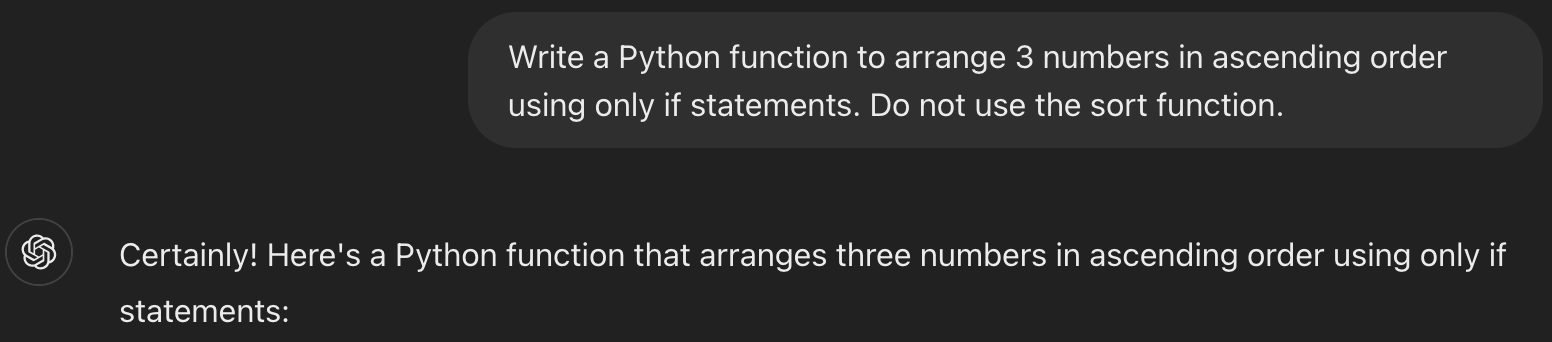 Write a Python function to arrange 3 numbers in ascending order
using only if statements. Do not use the sort function.
Certainly! Here's a Python function that arranges three numbers in ascending order using only if
statements: